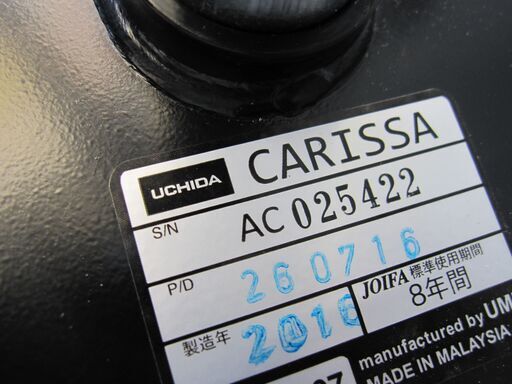 UCHIDA CARISSA
S/N AC 025422
P/D 260716
製造年 2016 JOIFA 標準使用期間
8年間
manufactured by UM
MADE IN MALAYSIA